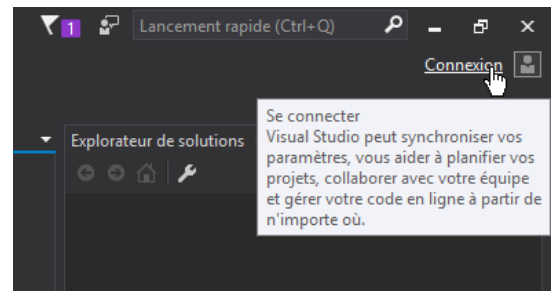 1
Lancement rapide (Ctrl+Q)
Connexion
Explorateur de solutions
Se connecter
Visual Studio peut synchroniser vos
paramètres, vous aider à planifier vos
projets, collaborer avec votre équipe
et gérer votre code en ligne à partir de
n'importe où.